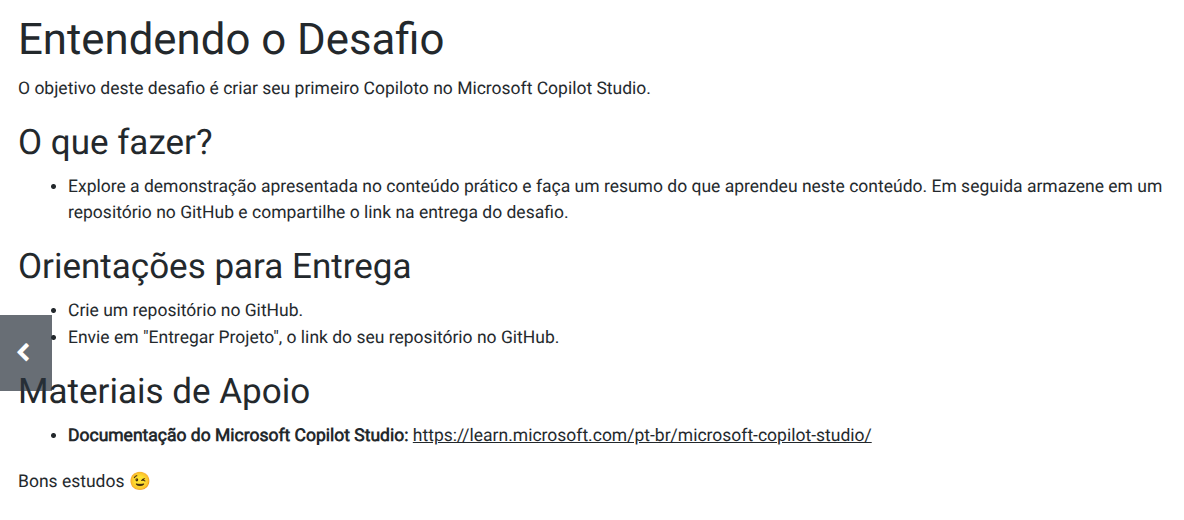 Entendendo o Desafio
O objetivo deste desafio é criar seu primeiro Copiloto no Microsoft Copilot Studio.
O que fazer?
• Explore a demonstração apresentada no conteúdo prático e faça um resumo do que aprendeu neste conteúdo. Em seguida armazene em um
repositório no GitHub e compartilhe o link na entrega do desafio.
Orientações para Entrega
• Crie um repositório no GitHub.
• Envie em "Entregar Projeto", o link do seu repositório no GitHub.
Materiais de Apoio
• Documentação do Microsoft Copilot Studio: https://learn.microsoft.com/pt-br/microsoft-copilot-studio/
Bons estudos 😉